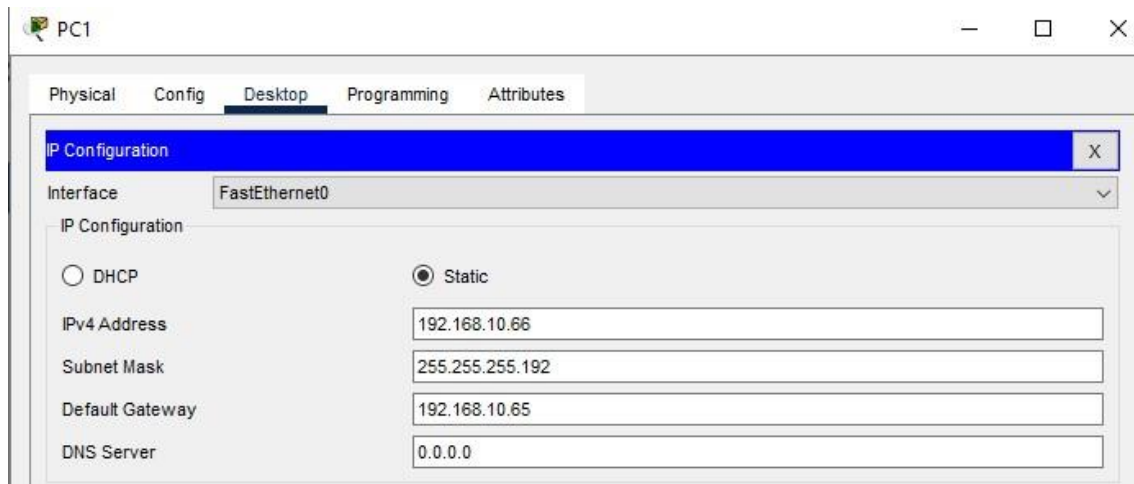 PC1
Physical Config Desktop Programming Attributes
IP Configuration X
Interface FastEthernet0
IP Configuration
DHCP Static
IPv4 Address 192.168.10.66
Subnet Mask 255.255.255.192
Default Gateway 192.168.10.65
DNS Server 0.0.0.0